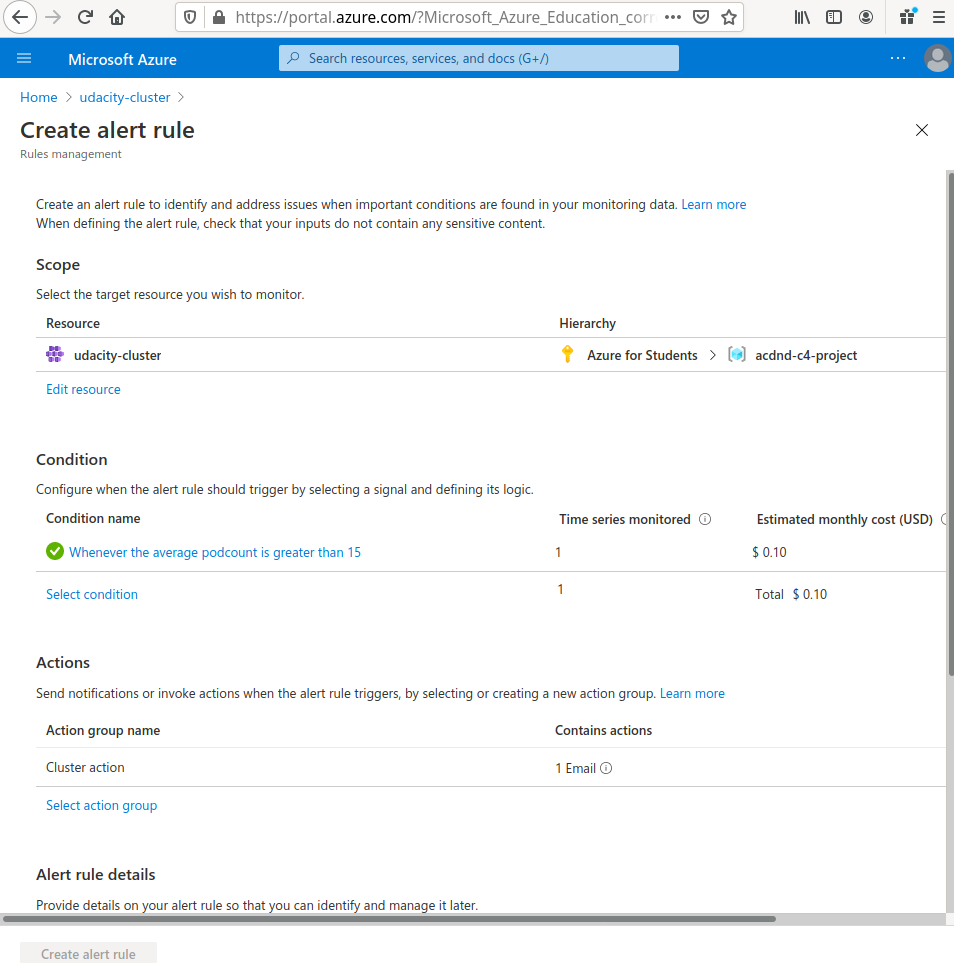 https://portal.azure.com/?Microsoft_Azure_Education_corr
Microsoft Azure
Search resources, services, and docs (G+/)
Home > udacity-cluster >
Create alert rule
Rules management
Create an alert rule to identify and address issues when important conditions are found in your monitoring data. Learn more
When defining the alert rule, check that your inputs do not contain any sensitive content.
Scope
Select the target resource you wish to monitor.
Resource Hierarchy
udacity-cluster Azure for Students > acdnd-c4-project
Edit resource
Condition
Configure when the alert rule should trigger by selecting a signal and defining its logic.
Condition name Time series monitored Estimated monthly cost (USD)
Whenever the average podcount is greater than 15 1 $ 0.10
Select condition 1 Total $ 0.10
Actions
Send notifications or invoke actions when the alert rule triggers, by selecting or creating a new action group. Learn more
Action group name Contains actions
Cluster action 1 Email
Select action group
Alert rule details
Provide details on your alert rule so that you can identify and manage it later.
Create alert rule